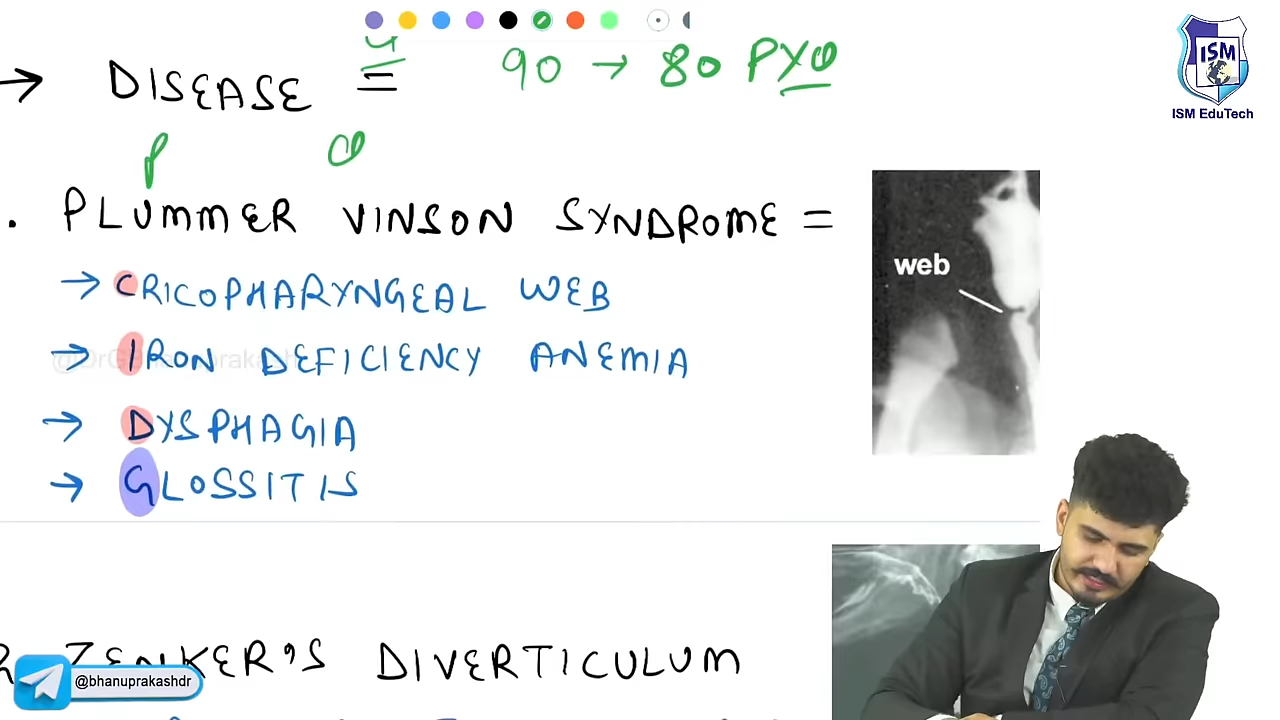 90 → 80 PYQ
→ DISEASE =
ISM
ISM EduTech
P
. PLUMMER VINSON SYNDROME =
→ CRICOPHARYNGEAL WEB
web
→ IRON DEFICIENCY ANEMIA
→ DYSPHAGIA
→ GLOSSITIS
ZENKER'S DIVERTICULUM
@bhanuprakashdr